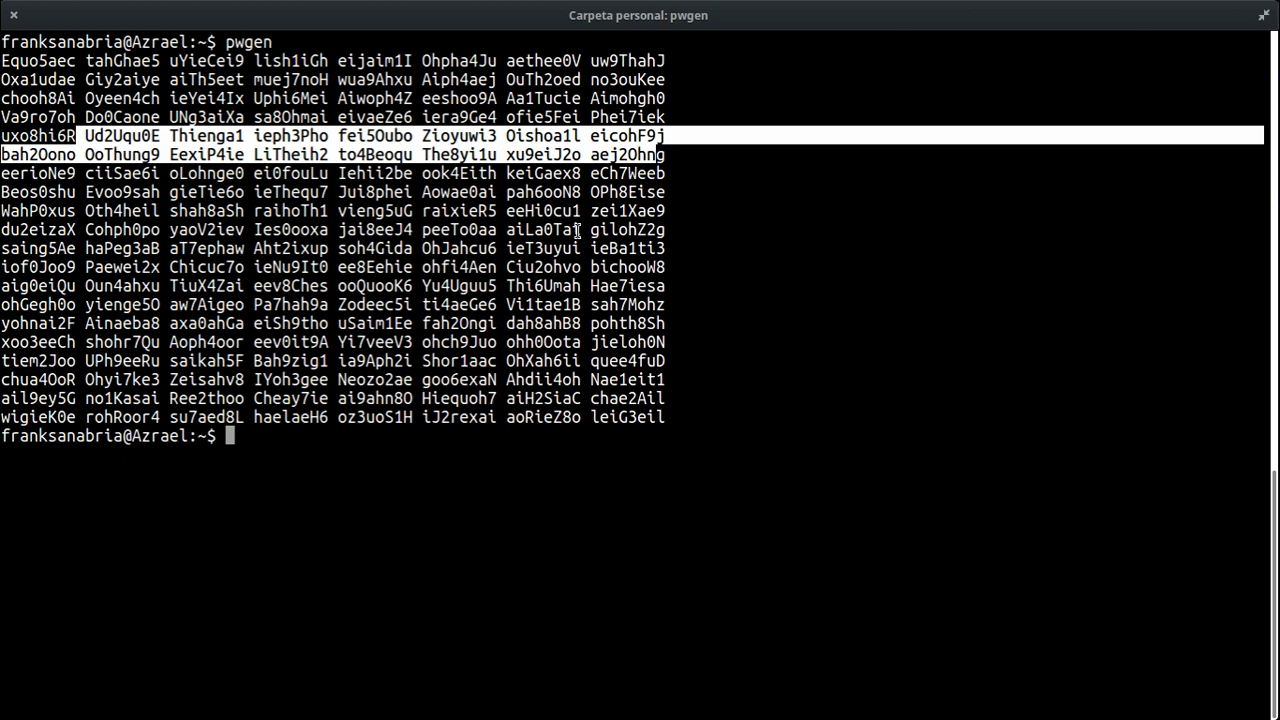 Carpeta personal: pwgen
franksanabria@Azrael:~$ pwgen
Equo5aec tahGhae5 uYieCei9 lish1iGh eijaim1I Ohpha4Ju aethee0V uw9ThahJ
Oxa1udae Giy2aiye aiTh5eet muej7noH wua9Ahxu Aiph4aej OuTh2oed no3ouKee
chooh8Ai Oyeen4ch ieYei4Ix Uphi6Mei Aiwoph4Z eeshoo9A Aa1Tucie Aimohgh0
Va9ro7oh Do0Caone UNg3aiXa sa8Ohmai eivaeZe6 iera9Ge4 ofie5Fei Phei7iek
uxo8hi6R Ud2Uqu0E Thienga1 ieph3Pho fei5Oubo Zioyuwi3 Oishoa1l eicohF9j
bah2Oono OoThung9 EexiP4ie LiTheih2 to4Beoqu The8yi1u xu9eiJ2o aej2Ohng
eerioNe9 ciiSae6i oLohnge0 ei0fouLu Iehii2be ook4Eith keiGaex8 eCh7Weeb
Beos0shu Evoo9sah gieTie6o ieThequ7 Jui8phei Aowae0ai pah6ooN8 OPh8Eise
WahP0xus Oth4heil shah8aSh raihoTh1 vieng5uG raixieR5 eeHi0cu1 zei1Xae9
du2eizaX Cohph0po yaoV2iev Ies0ooxa jai8eeJ4 peeTo0aa aiLa0Taj gilohZ2g
saing5Ae haPeg3aB aT7ephaw Aht2ixup soh4Gida OhJahcu6 ieT3uyui ieBa1ti3
iof0Joo9 Paewei2x Chicuc7o ieNu9It0 ee8Eehie ohfi4Aen Ciu2ohvo bichooW8
aig0eiQu Oun4ahxu TiuX4Zai eev8Ches ooQuooK6 Yu4Uguu5 Thi6Umah Hae7iesa
ohGegh0o yienge5O aw7Aigeo Pa7hah9a Zodeec5i ti4aeGe6 Vi1tae1B sah7Mohz
yohnai2F Ainaeba8 axa0ahGa eiSh9tho uSaim1Ee fah2Ongi dah8ahB8 pohth8Sh
xoo3eeCh shohr7Qu Aoph4oor eev0it9A Yi7veeV3 ohch9Juo ohh0Oota jieloh0N
tiem2Joo UPh9eeRu saikah5F Bah9zig1 ia9Aph2i Shor1aac OhXah6ii quee4fuD
chua4OoR Ohyi7ke3 Zeisahv8 IYoh3gee Neozo2ae goo6exaN Ahdii4oh Nae1eit1
ail9ey5G no1Kasai Ree2thoo Cheay7ie ai9ahn8O Hiequoh7 aiH2SiaC chae2Ail
wigieK0e rohRoor4 su7aed8L haelaeH6 oz3uoS1H iJ2rexai aoRieZ8o leiG3eil
franksanabria@Azrael:~$